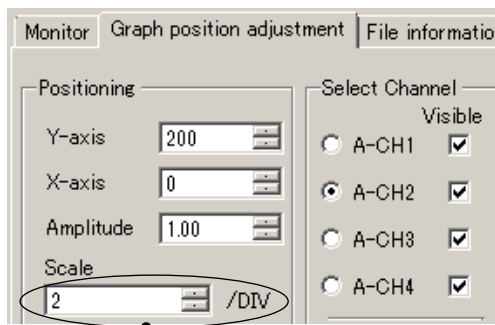 Monitor Graph position adjustment File informatio
Positioning
Y-axis 200
X-axis 0
Amplitude 1.00
Scale
2 /DIV
Select Channel
Visible
A-CH1
A-CH2
A-CH3
A-CH4